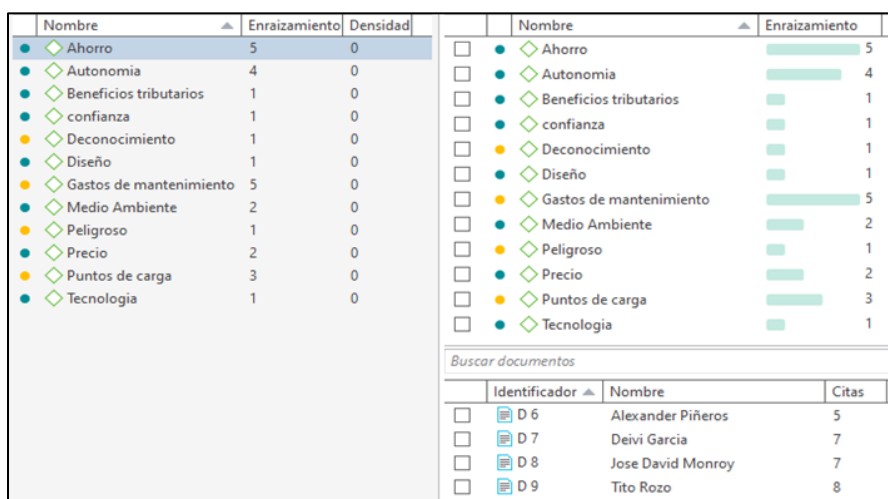 Nombre Enraizamiento Densidad
Ahorro 5 0
Autonomia 4 0
Beneficios tributarios 1 0
confianza 1 0
Deconocimiento 1 0
Diseño 1 0
Gastos de mantenimiento 5 0
Medio Ambiente 2 0
Peligroso 1 0
Precio 2 0
Puntos de carga 3 0
Tecnologia 1 0
Nombre Enraizamiento
Ahorro 5
Autonomia 4
Beneficios tributarios 1
confianza 1
Deconocimiento 1
Diseño 1
Gastos de mantenimiento 5
Medio Ambiente 2
Peligroso 1
Precio 2
Puntos de carga 3
Tecnologia 1
Buscar documentos
Identificador Nombre Citas
D 6 Alexander Piñeros 5
D 7 Deivi Garcia 7
D 8 Jose David Monroy 7
D 9 Tito Rozo 8